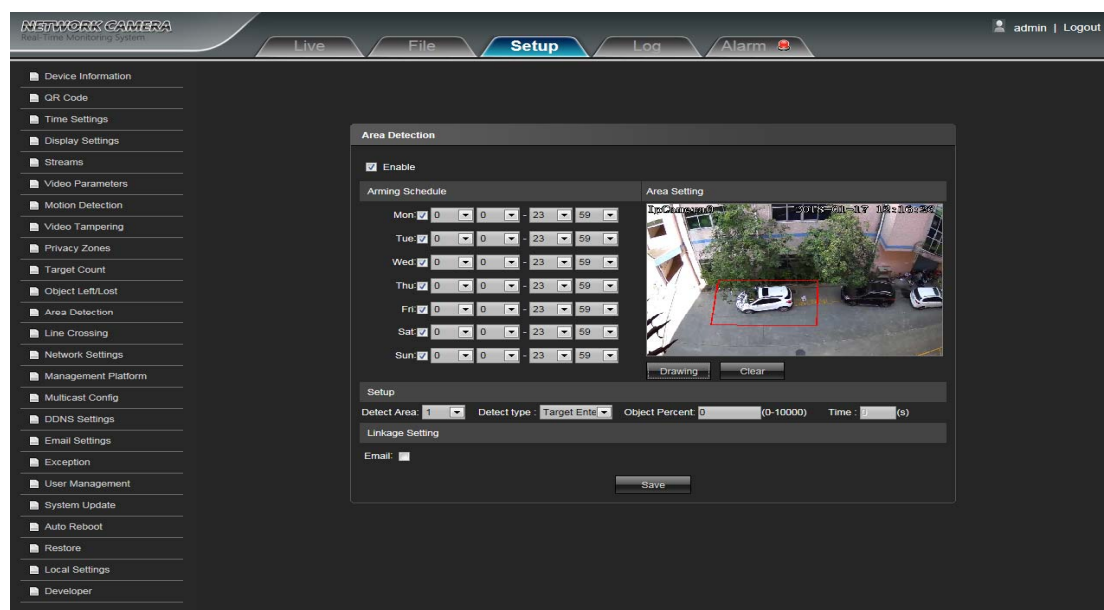 NETWORK CAMERA
Real-Time Monitoring System
Live File Setup Log Alarm
admin | Logout
Device Information
QR Code
Time Settings
Display Settings
Streams
Video Parameters
Motion Detection
Video Tampering
Privacy Zones
Target Count
Object Left/Lost
Area Detection
Line Crossing
Network Settings
Management Platform
Multicast Config
DDNS Settings
Email Settings
Exception
User Management
System Update
Auto Reboot
Restore
Local Settings
Developer
Area Detection
Enable
Arming Schedule
Mon: 0 0 - 23 59
Tue: 0 0 - 23 59
Wed: 0 0 - 23 59
Thu: 0 0 - 23 59
Fri: 0 0 - 23 59
Sat: 0 0 - 23 59
Sun: 0 0 - 23 59
Area Setting
Drawing Clear
Setup
Detect Area: 1 Detect type : Target Ente Object Percent: 0 (0-10000) Time : 0 (s)
Linkage Setting
Email:
Save